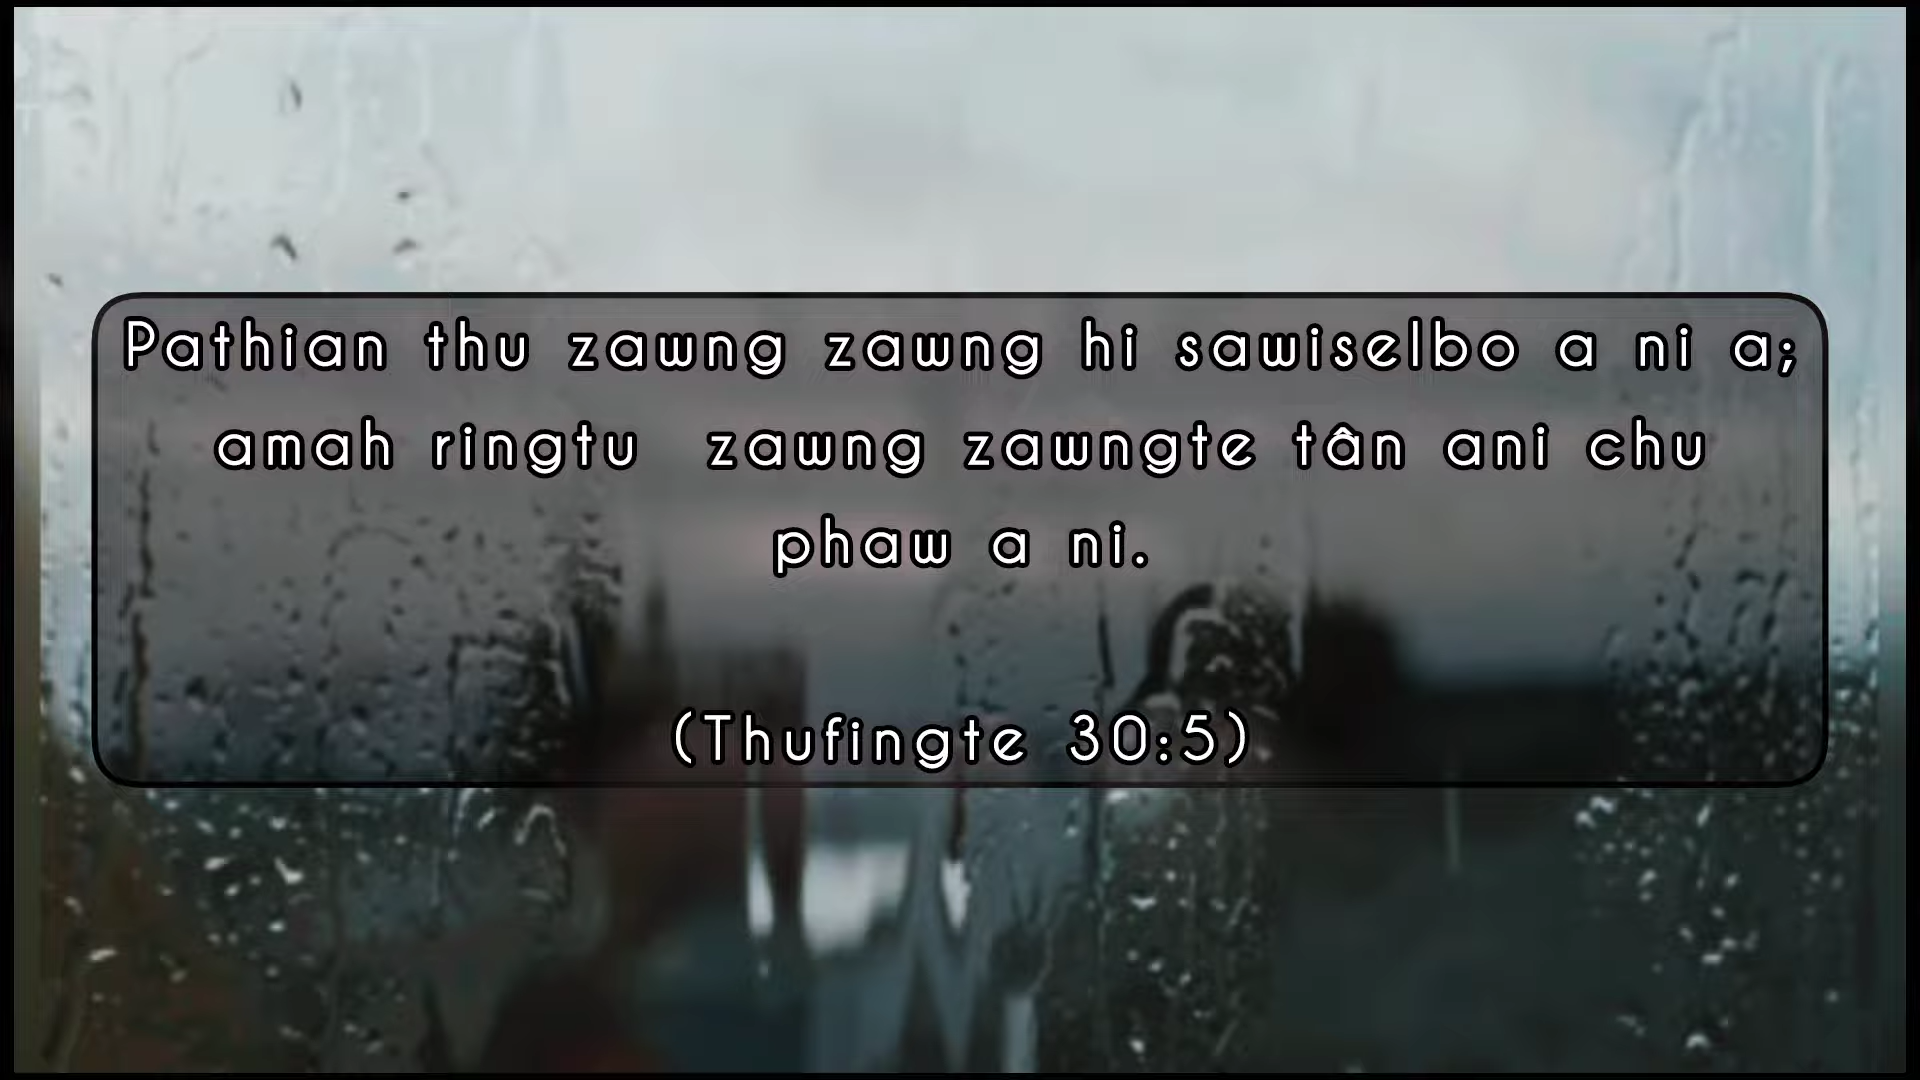 Pathian thu zawng zawng hi sawiselbo a ni a;
amah ringtu zawng zawngte tân ani chu
phaw a ni.
(Thufingte 30:5)